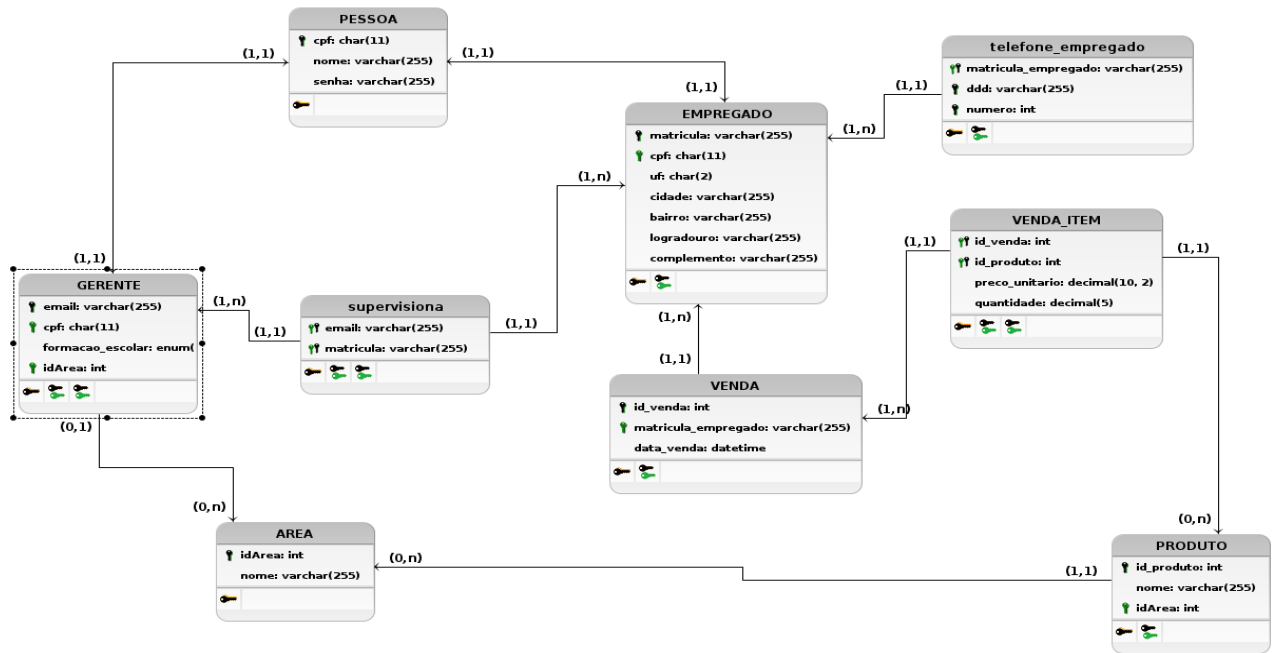 PESSOA
cpf: char(11)
nome: varchar(255)
senha: varchar(255)
(1,1)
(1,1)
(1,1)
(1,1)
telefone_empregado
matricula_empregado: varchar(255)
ddd: varchar(255)
numero: int
(1,1)
(1,n)
EMPREGADO
matricula: varchar(255)
cpf: char(11)
uf: char(2)
cidade: varchar(255)
bairro: varchar(255)
logradouro: varchar(255)
complemento: varchar(255)
(1,n)
(1,n)
(1,1)
VENDA_ITEM
id_venda: int
id_produto: int
preco_unitario: decimal(10, 2)
quantidade: decimal(5)
(1,1)
(1,1)
GERENTE
email: varchar(255)
cpf: char(11)
formacao_escolar: enum(
idArea: int
(1,n)
(1,1)
supervisiona
email: varchar(255)
matricula: varchar(255)
(1,1)
VENDA
id_venda: int
matricula_empregado: varchar(255)
data_venda: datetime
(1,n)
(0,1)
(0,n)
AREA
idArea: int
nome: varchar(255)
(0,n)
(1,1)
(0,n)
PRODUTO
id_produto: int
nome: varchar(255)
idArea: int